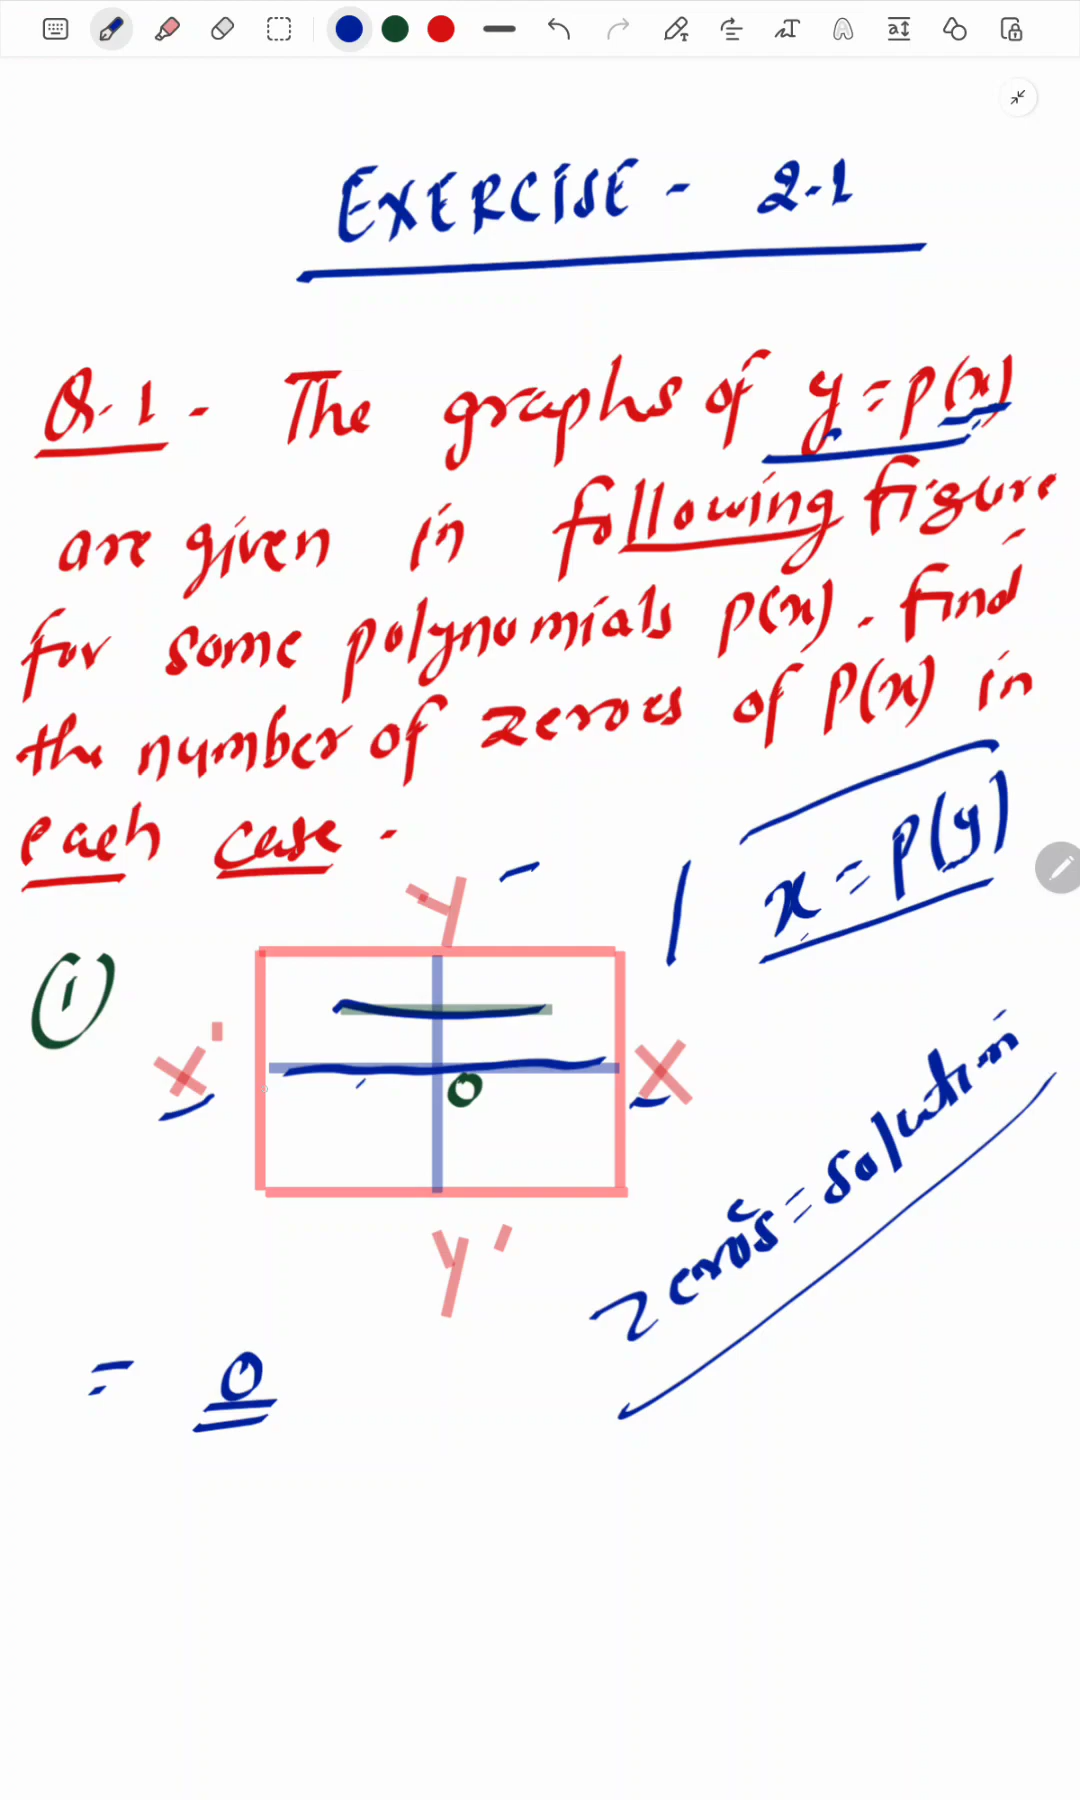 EXERCISE - 2.1
Q.1 - The graphs of y = p(x)
are given in following figure
for some polynomials p(x). find
the number of zeroes of p(x) in
each case.
x = p(y)
①
Y
X' O X
Y'
zeros = solution
= 0